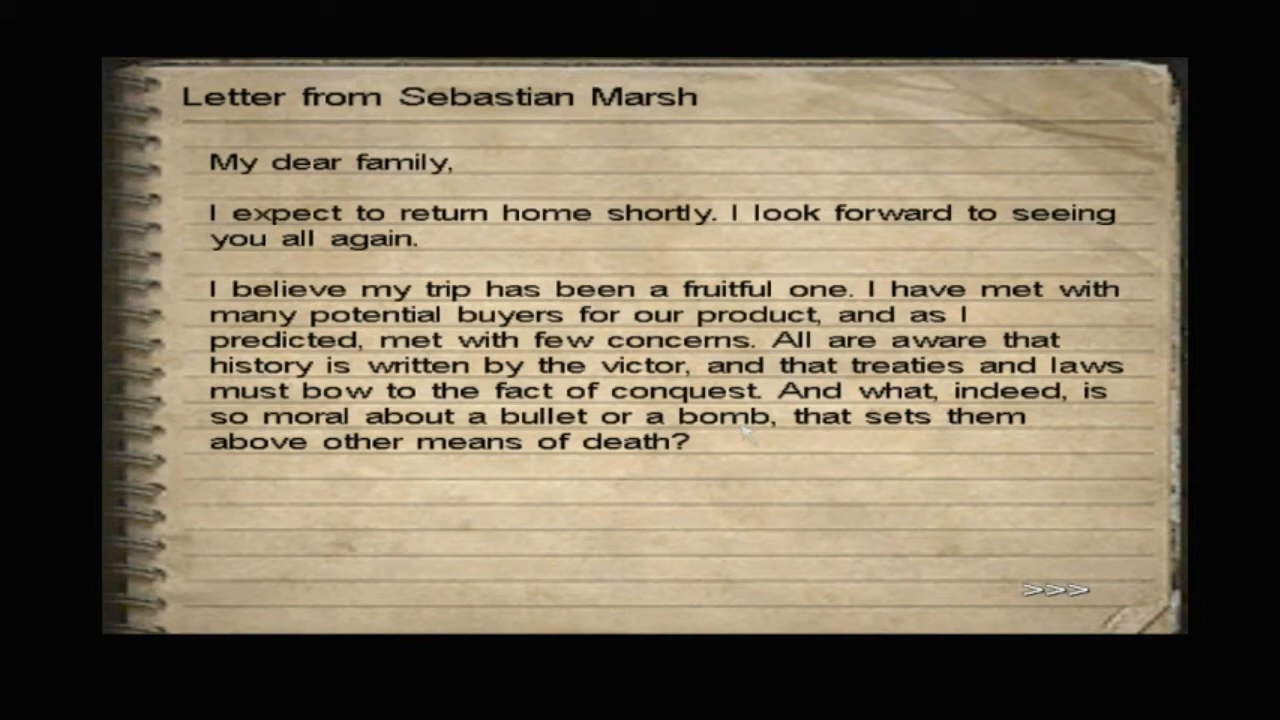 Letter from Sebastian Marsh
My dear family,
I expect to return home shortly. I look forward to seeing
you all again.
I believe my trip has been a fruitful one. I have met with
many potential buyers for our product, and as I
predicted, met with few concerns. All are aware that
history is written by the victor, and that treaties and laws
must bow to the fact of conquest. And what, indeed, is
so moral about a bullet or a bomb, that sets them
above other means of death?
>>>